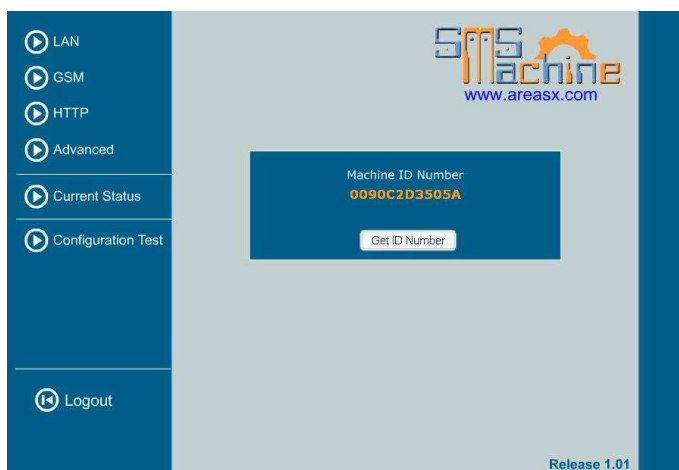 LAN
GSM
HTTP
Advanced
Current Status
Configuration Test
Logout
SMS
Machine
www.areasx.com
Machine ID Number
0090C2D3505A
Get ID Number
Release 1.01